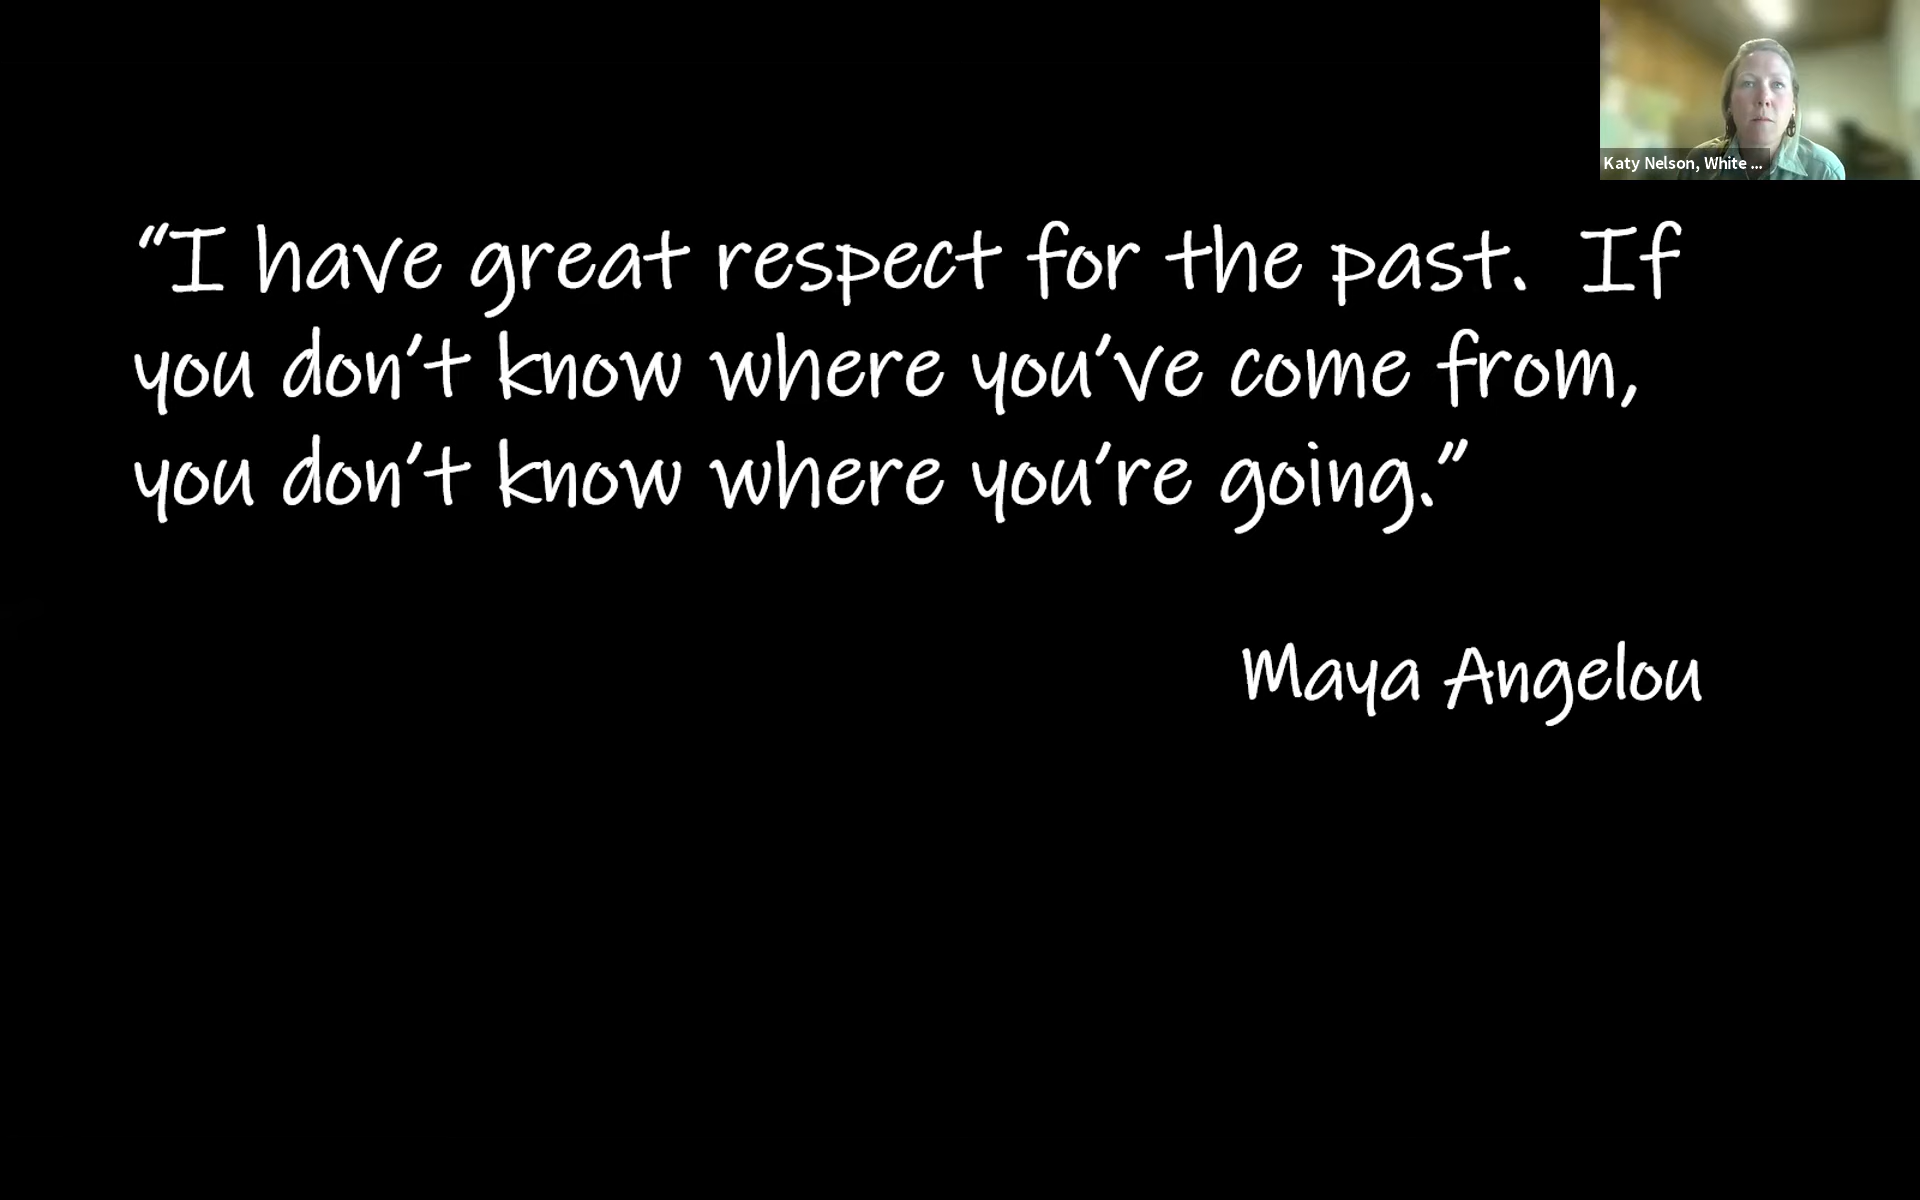 Katy Nelson, White ...
“I have great respect for the past.  If
you don’t know where you’ve come from,
you don’t know where you’re going.”
Maya Angelou